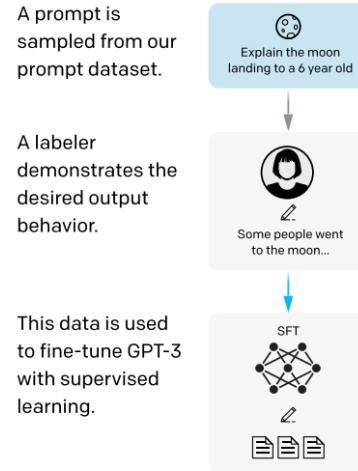 A prompt is
sampled from our
prompt dataset.
Explain the moon
landing to a 6 year old
A labeler
demonstrates the
desired output
behavior.
Some people went
to the moon...
This data is used
to fine-tune GPT-3
with supervised
learning.
SFT